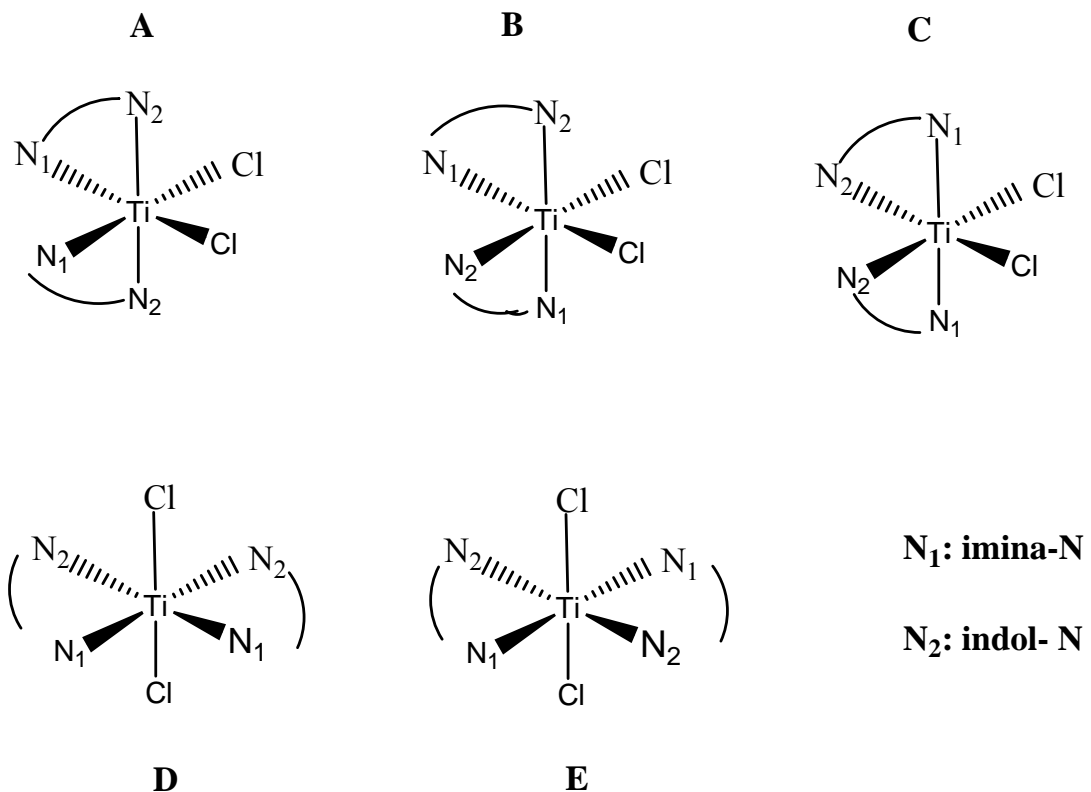 A B C
N₂ N₂ N₁
N₁ Cl N₁ Cl N₂ Cl
Ti Ti Ti
N₁ Cl N₂ Cl N₂ Cl
N₂ N₁ N₁
Cl Cl
N₂ N₂ N₂ N₁ N₁: imina-N
Ti Ti
N₁ N₁ N₁ N₂ N₂: indol- N
Cl Cl
D E